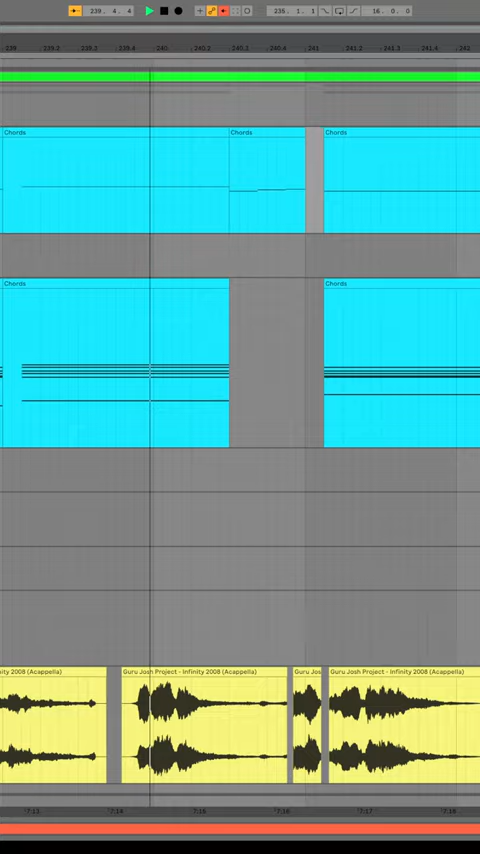 239. 4. 4
235. 1. 1
16. 0. 0
239 239.2 239.3 239.4 240 240.2 240.3 240.4 241 241.2 241.3 241.4 242
Chords Chords Chords
Chords Chords
nity 2008 (Acappella) Guru Josh Project - Infinity 2008 (Acappella) Guru Jos Guru Josh Project - Infinity 2008 (Acappella)
7:13 7:14 7:15 7:16 7:17 7:18